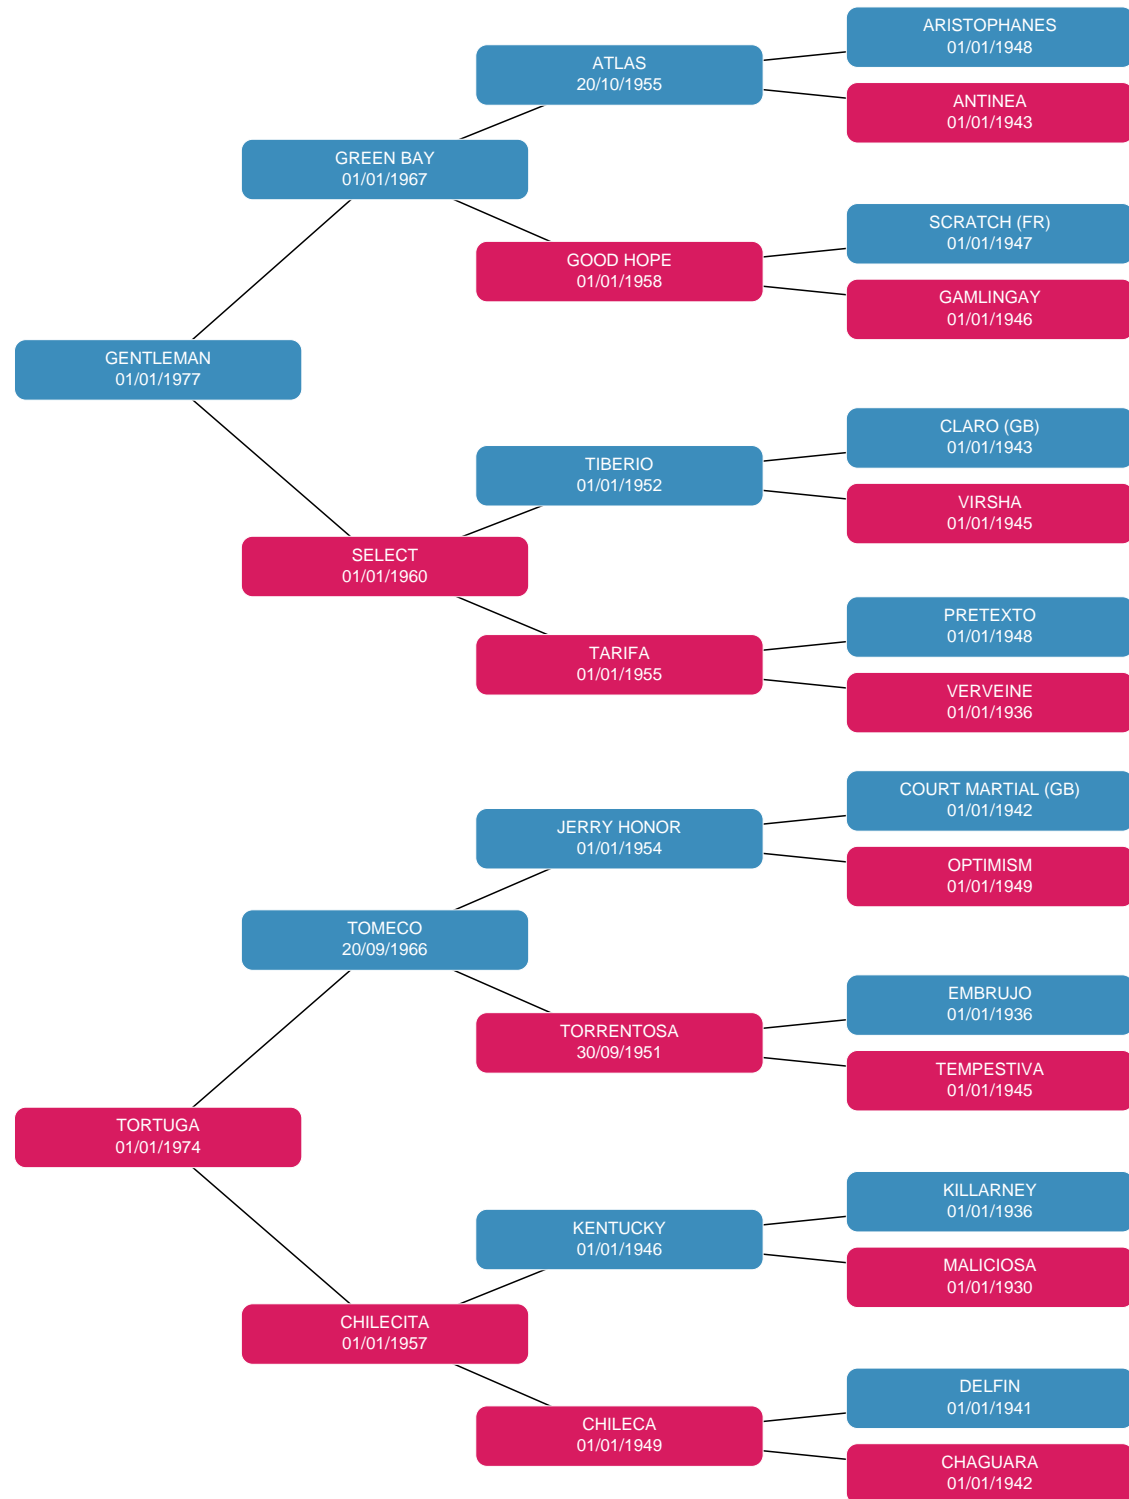 ARISTOPHANES
01/01/1948
ATLAS
20/10/1955
ANTINEA
01/01/1943
GREEN BAY
01/01/1967
SCRATCH (FR)
01/01/1947
GOOD HOPE
01/01/1958
GAMLINGAY
01/01/1946
GENTLEMAN
01/01/1977
CLARO (GB)
01/01/1943
TIBERIO
01/01/1952
VIRSHA
01/01/1945
SELECT
01/01/1960
PRETEXTO
01/01/1948
TARIFA
01/01/1955
VERVEINE
01/01/1936
COURT MARTIAL (GB)
01/01/1942
JERRY HONOR
01/01/1954
OPTIMISM
01/01/1949
TOMECO
20/09/1966
EMBRUJO
01/01/1936
TORRENTOSA
30/09/1951
TEMPESTIVA
01/01/1945
TORTUGA
01/01/1974
KILLARNEY
01/01/1936
KENTUCKY
01/01/1946
MALICIOSA
01/01/1930
CHILECITA
01/01/1957
DELFIN
01/01/1941
CHILECA
01/01/1949
CHAGUARA
01/01/1942